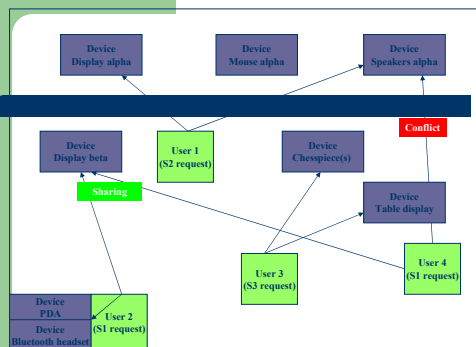 Device
Display alpha
Device
Mouse alpha
Device
Speakers alpha
Conflict
Device
Display beta
User 1
(S2 request)
Device
Chesspiece(s)
Sharing
Device
Table display
User 4
(S1 request)
User 3
(S3 request)
Device
PDA
User 2
(S1 request)
Device
Bluetooth headset